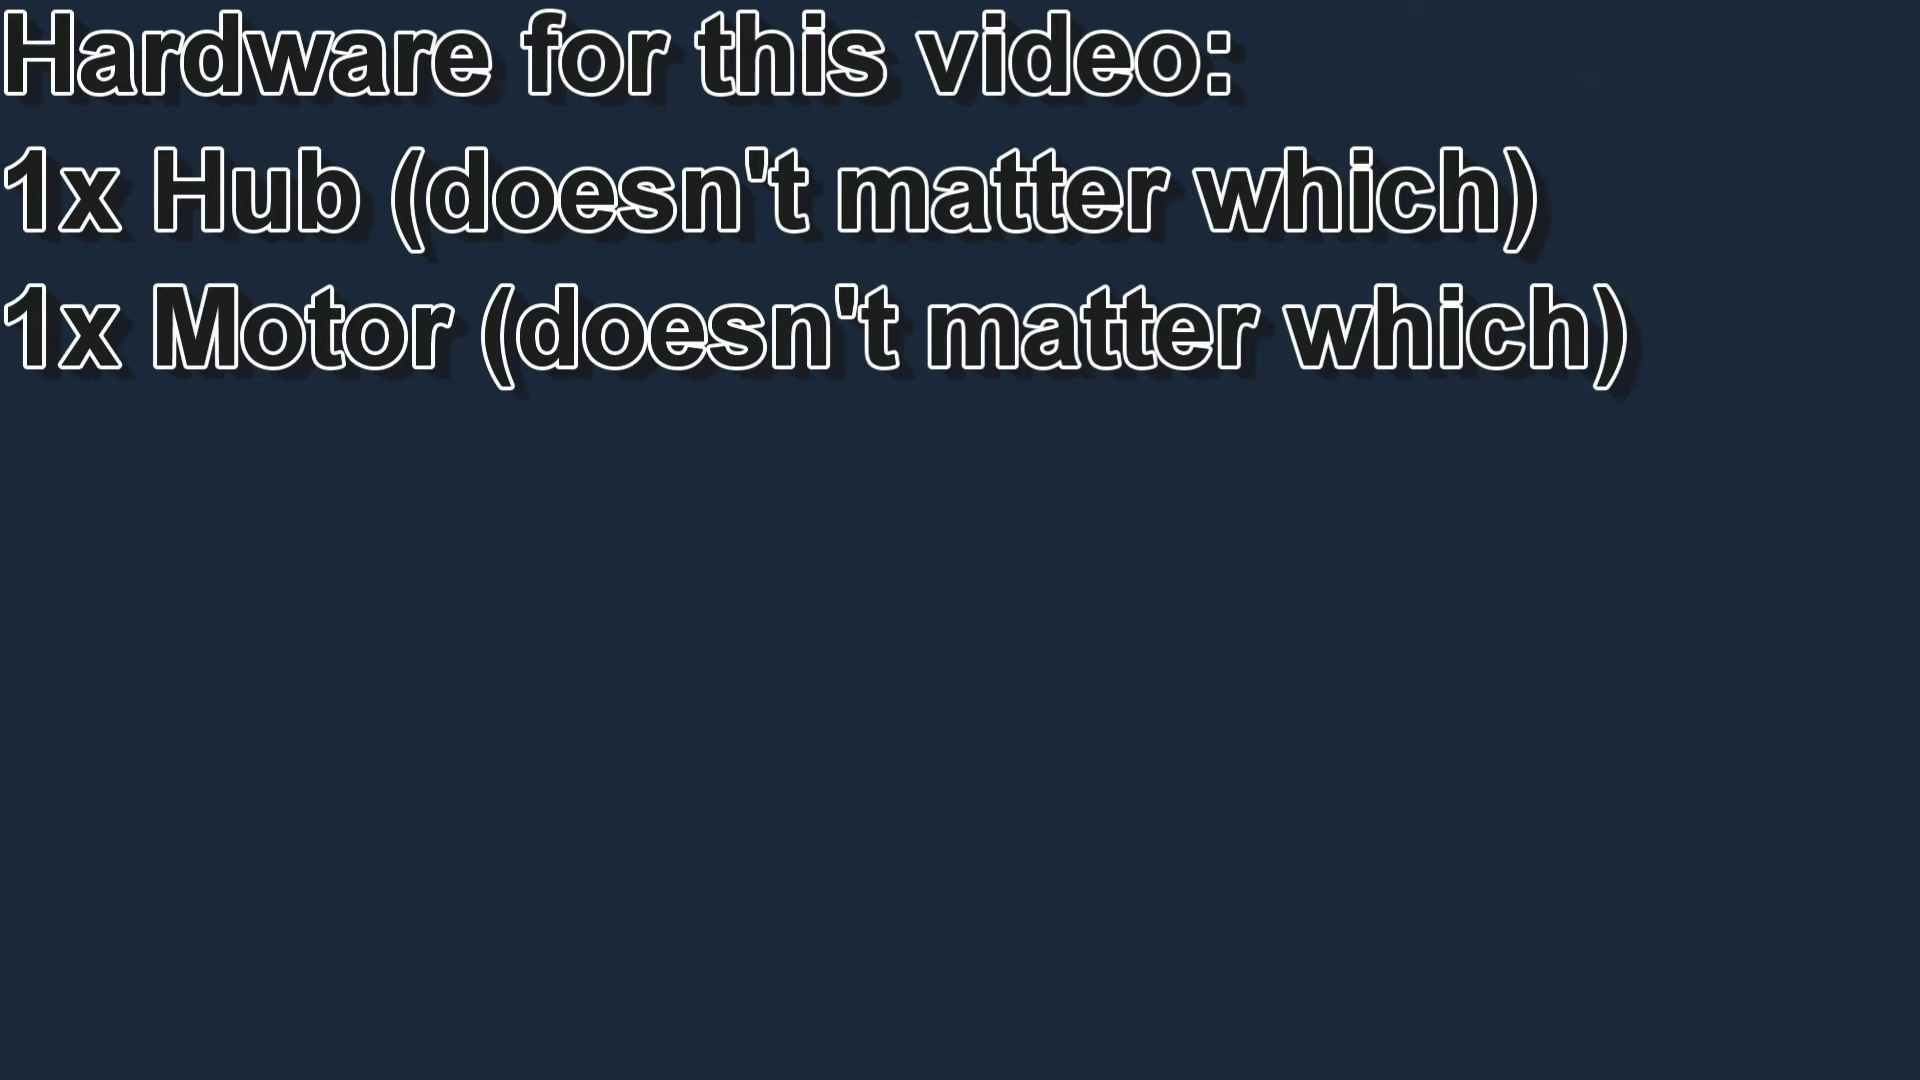 Hardware for this video:
1x Hub (doesn't matter which)
1x Motor (doesn't matter which)